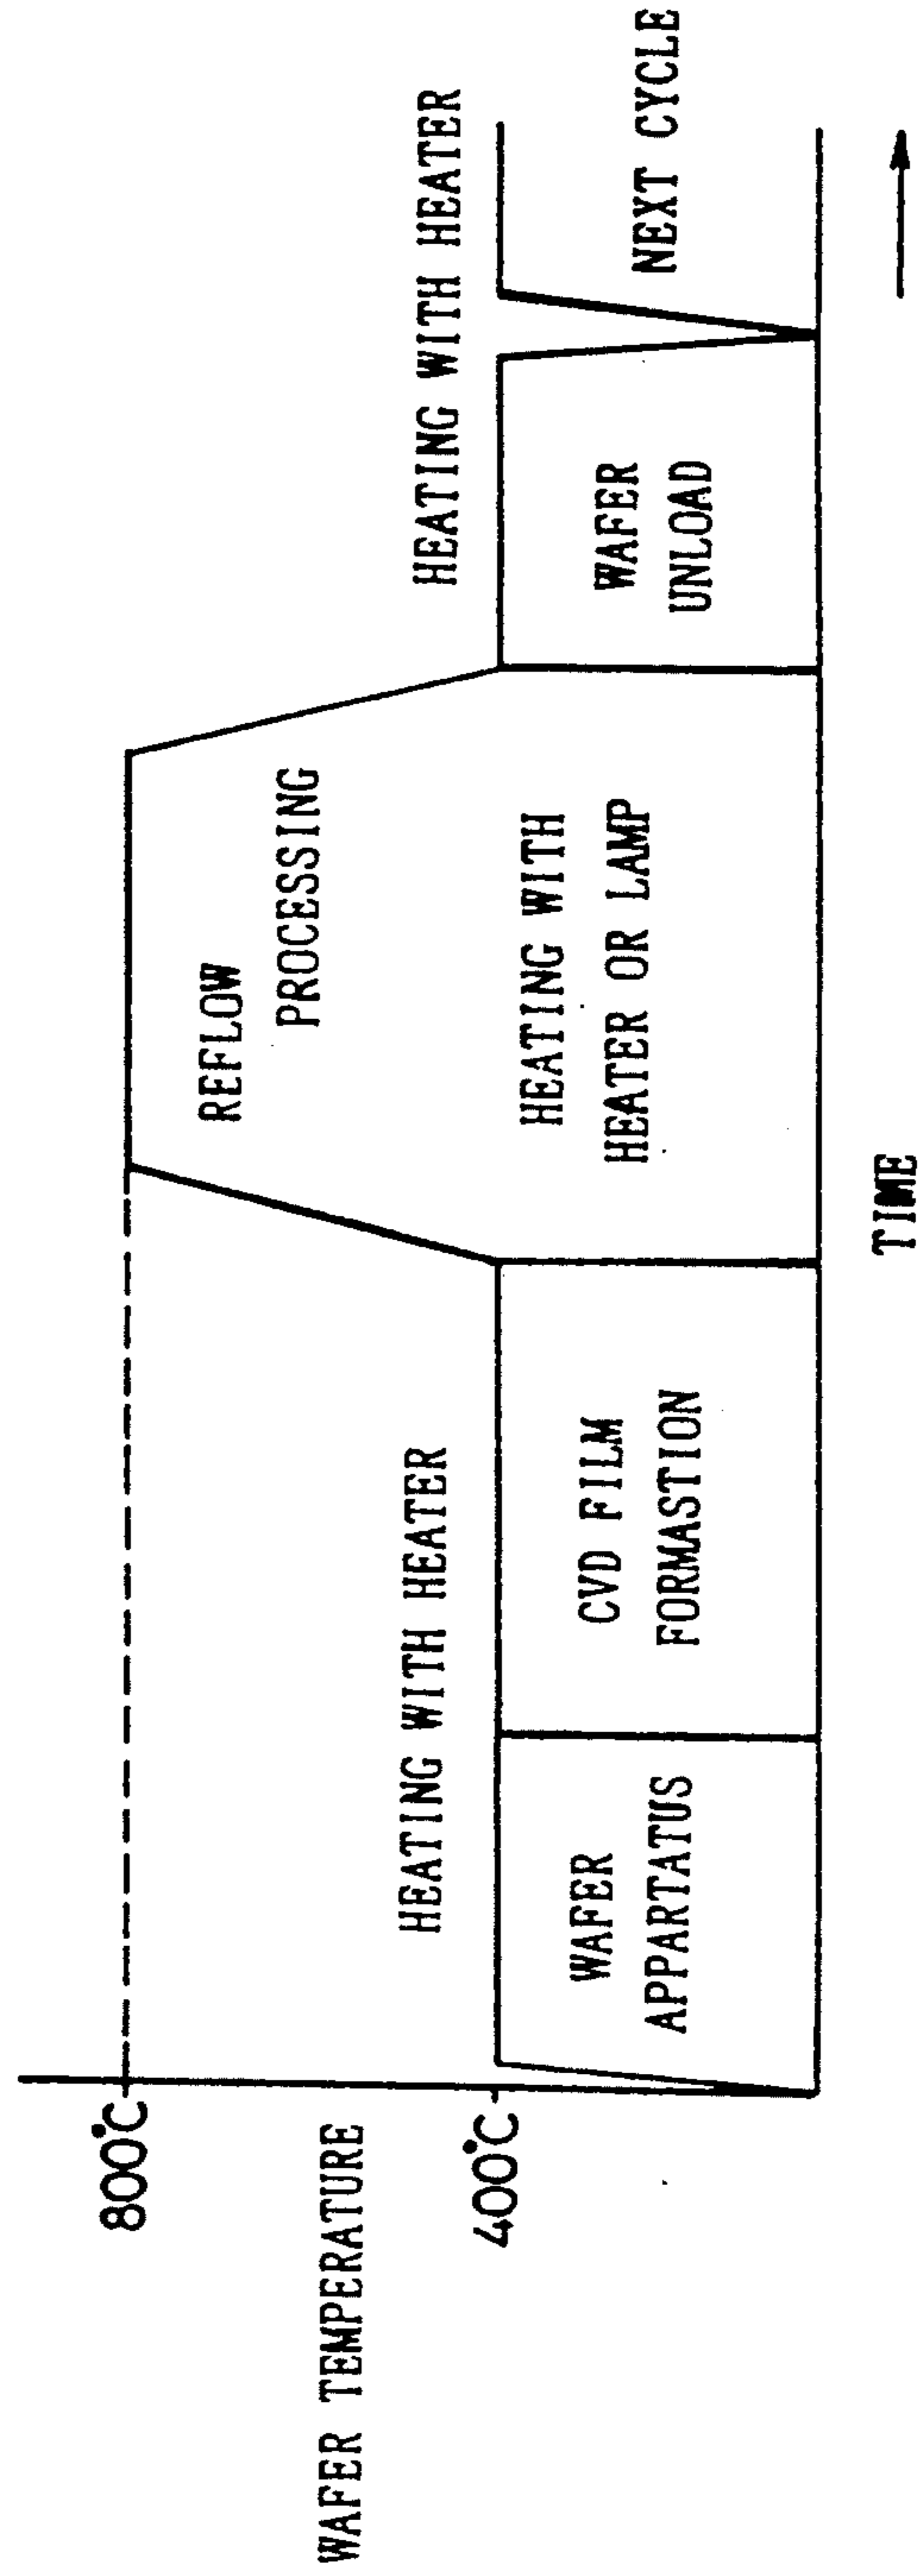 800°C
WAFER TEMPERATURE
400°C
HEATING WITH HEATER
WAFER
APPARTATUS
CVD FILM
FORMASTION
REFLOW
PROCESSING
HEATING WITH
HEATER OR LAMP
HEATING WITH HEATER
WAFER
UNLOAD
NEXT CYCLE
TIME